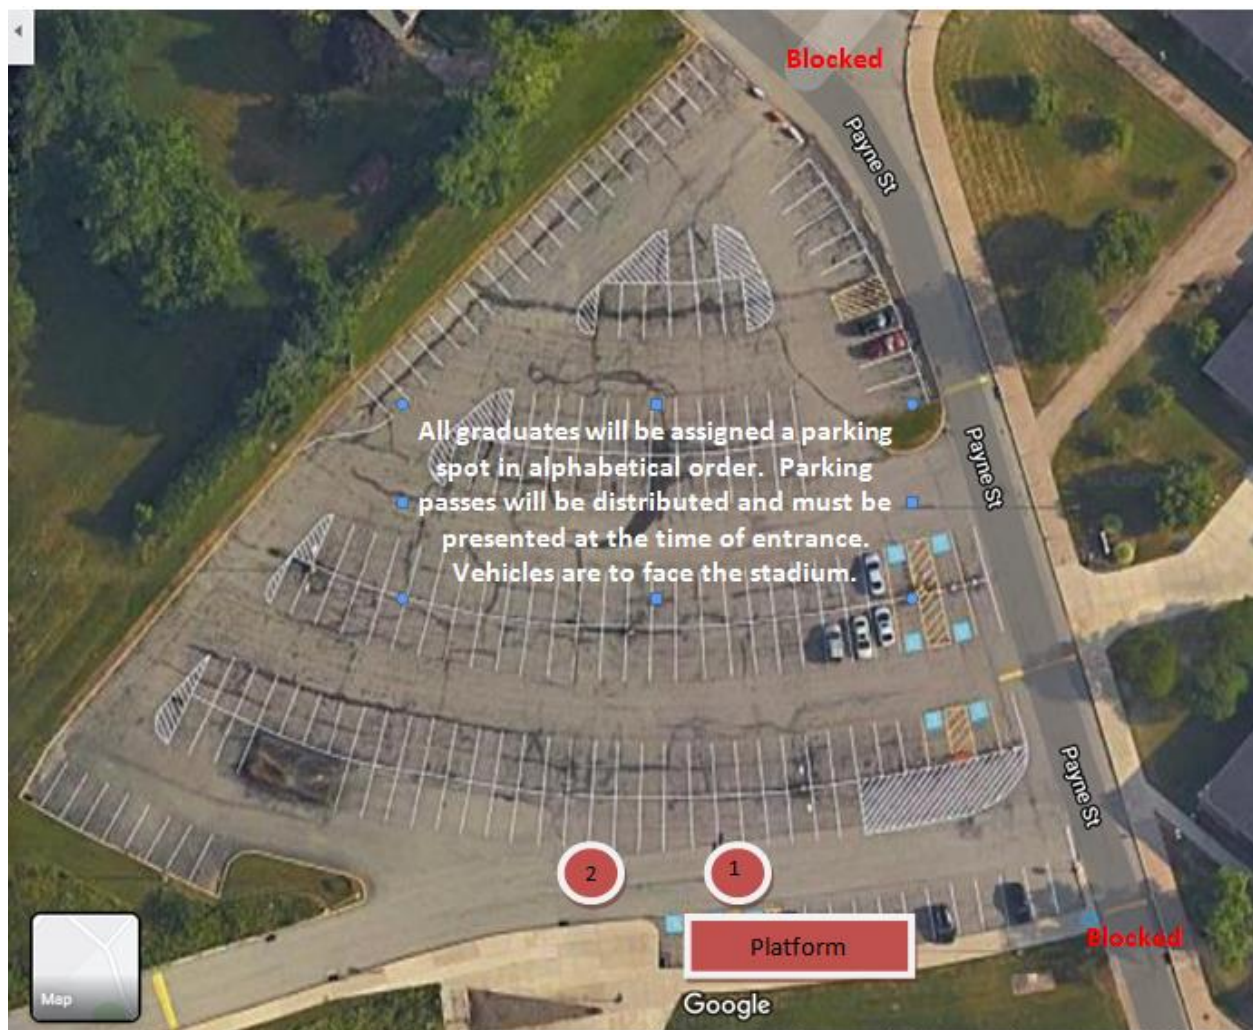 Blocked
Payne St
All graduates will be assigned a parking
spot in alphabetical order.  Parking
passes will be distributed and must be
presented at the time of entrance.
Vehicles are to face the stadium.
Payne St
Payne St
2
1
Platform
Blocked
Map
Google